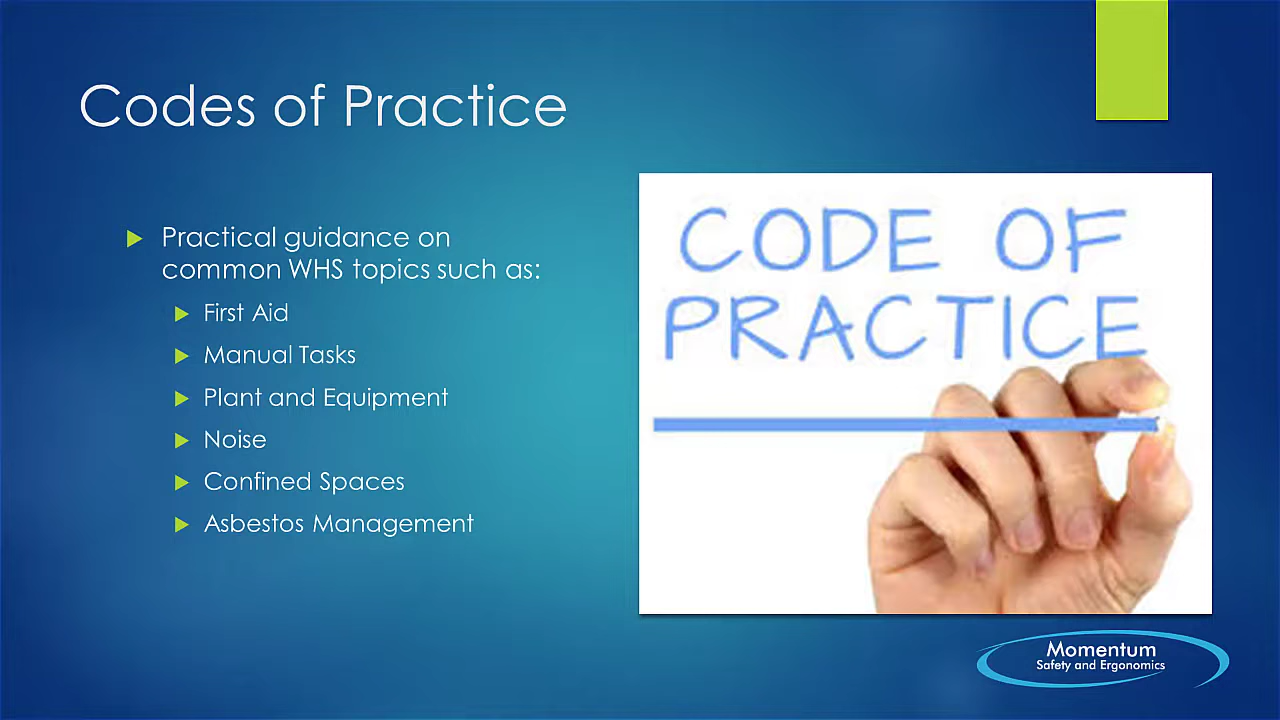 Codes of Practice
Practical guidance on
common WHS topics such as:
First Aid
Manual Tasks
Plant and Equipment
Noise
Confined Spaces
Asbestos Management
CODE OF
PRACTICE
Momentum
Safety and Ergonomics